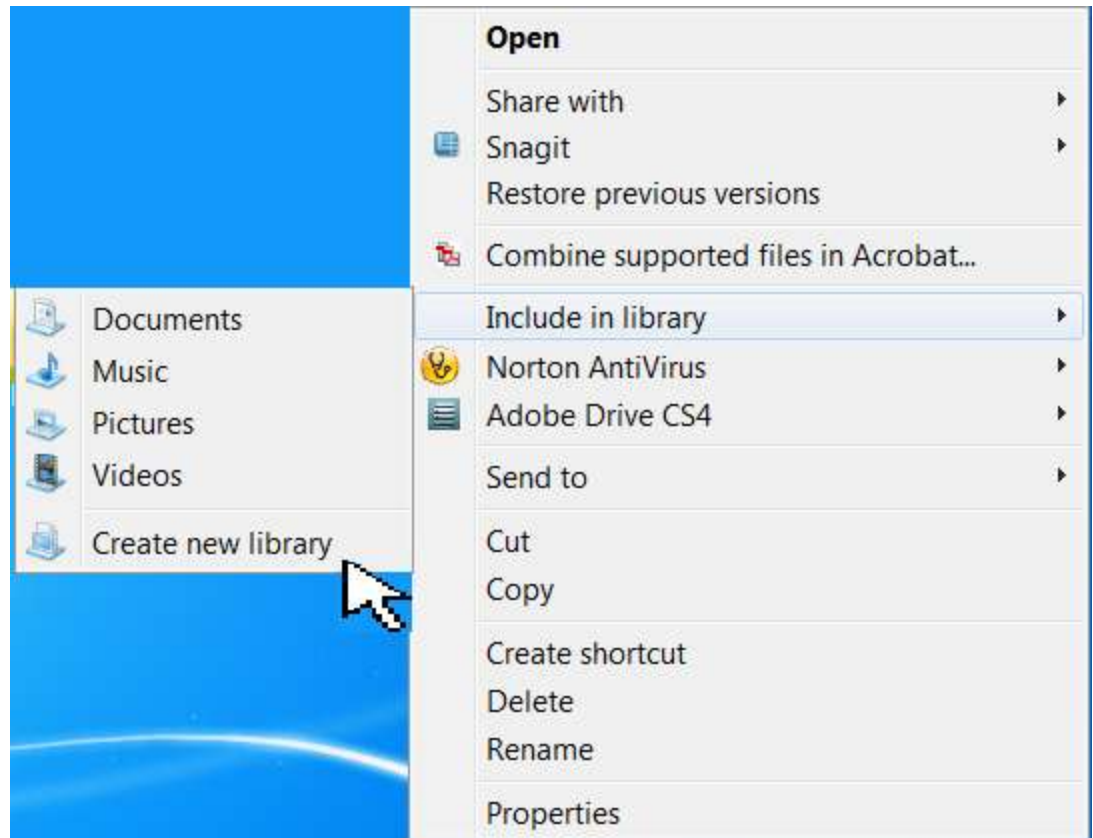 Open
Share with
Snagit
Restore previous versions
Combine supported files in Acrobat...
Include in library
Norton AntiVirus
Adobe Drive CS4
Send to
Cut
Copy
Create shortcut
Delete
Rename
Properties
Documents
Music
Pictures
Videos
Create new library